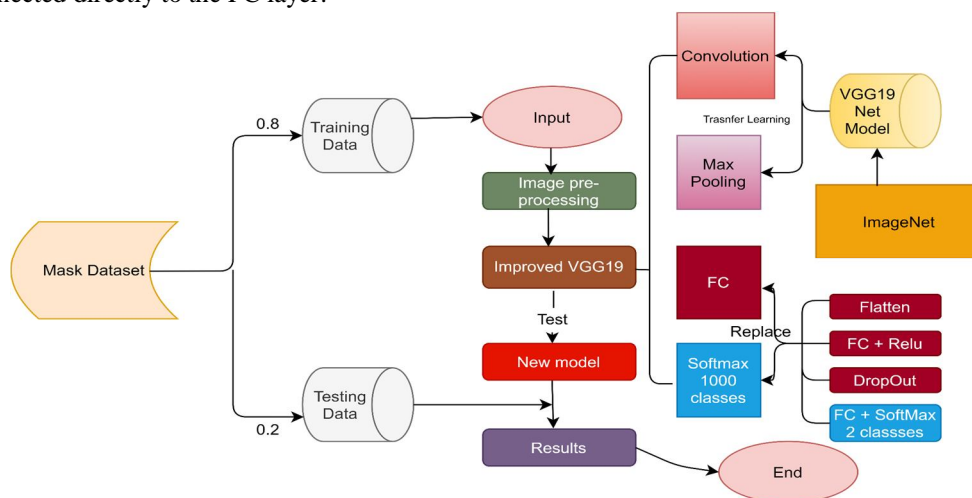 nected directly to the FC layer.
Convolution
VGG19
Net
Model
0.8
Training
Data
Input
Trasnfer Learning
Image pre-
processing
Max
Pooling
ImageNet
Mask Dataset
Improved VGG19
FC
Flatten
Test
Replace
FC + Relu
New model
Softmax
1000
classes
DropOut
Testing
Data
0.2
FC + SoftMax
2 classses
Results
End